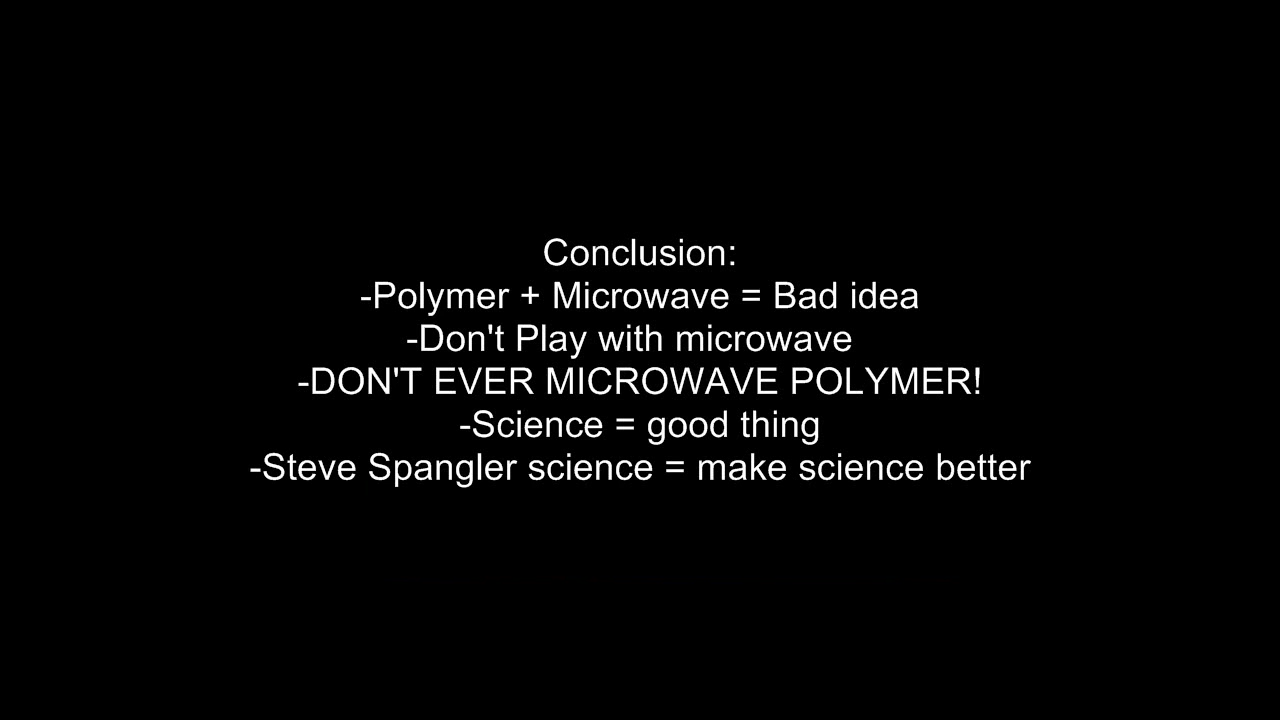 Conclusion:
-Polymer + Microwave = Bad idea
-Don't Play with microwave
-DON'T EVER MICROWAVE POLYMER!
-Science = good thing
-Steve Spangler science = make science better